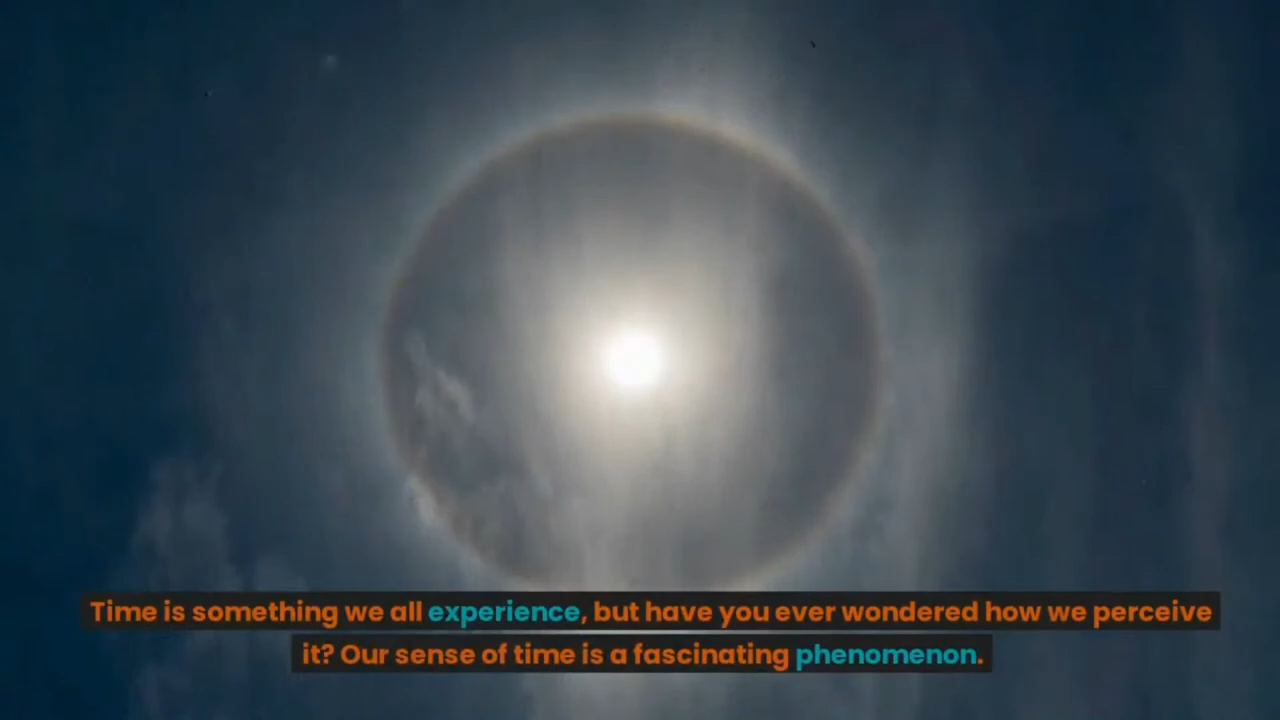 Time is something we all experience, but have you ever wondered how we perceive
it? Our sense of time is a fascinating phenomenon.